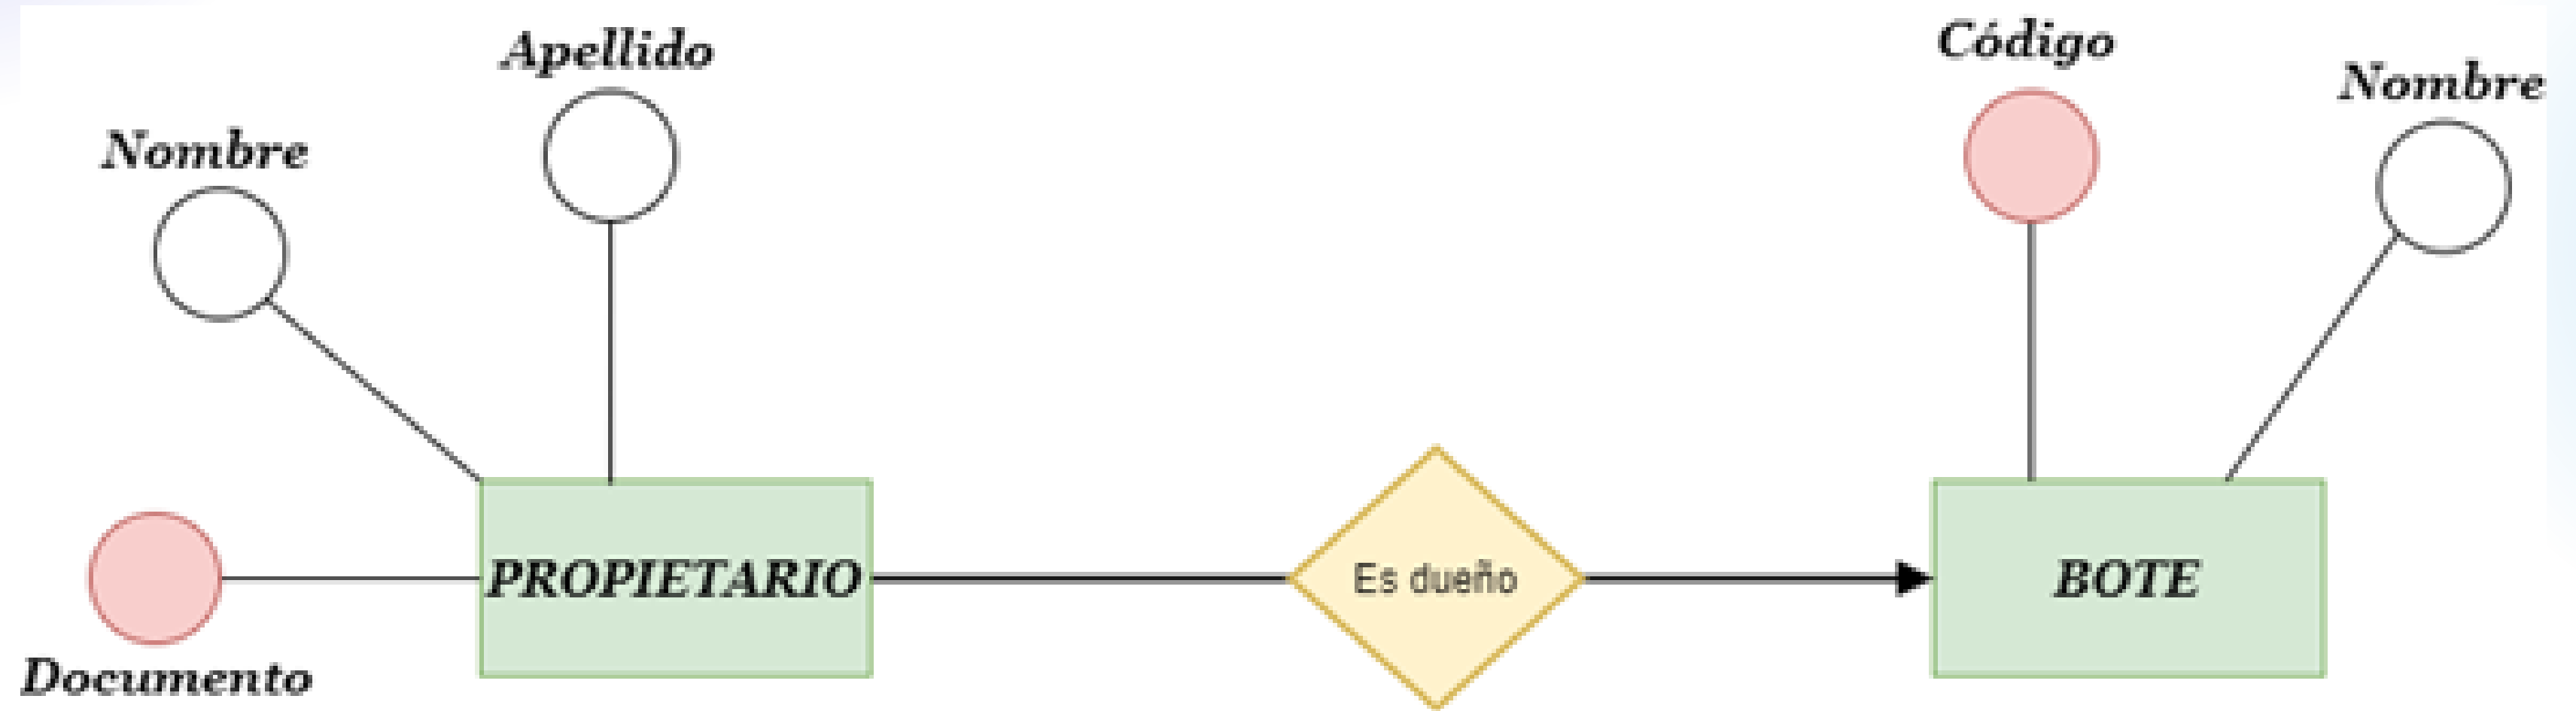 Apellido
Código
Nombre
Nombre
PROPIETARIO
Es dueño
BOTE
Documento